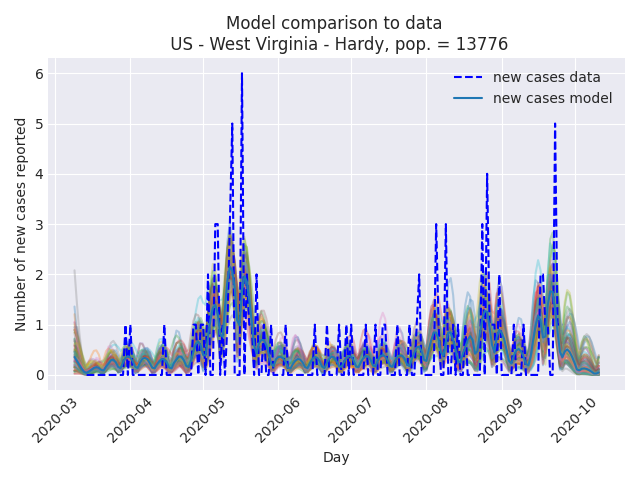 Model comparison to data
US - West Virginia - Hardy, pop. = 13776
new cases data
new cases model
Number of new cases reported
6
5
4
3
2
1
0
2020-03
2020-04
2020-05
2020-06
2020-07
2020-08
2020-09
2020-10
Day